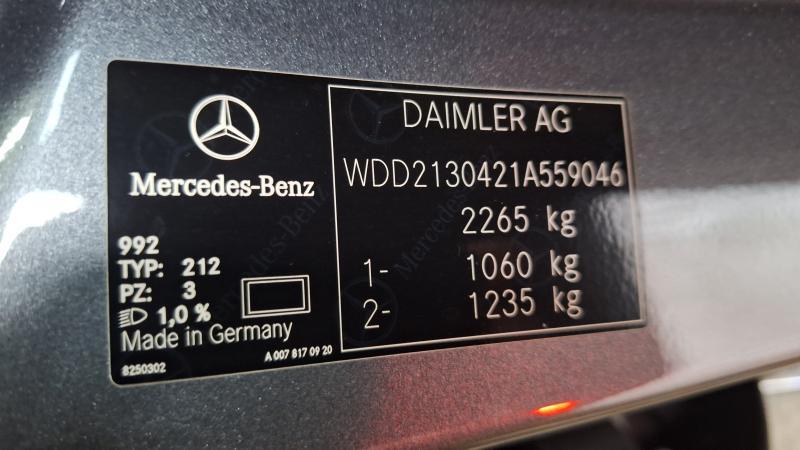 Mercedes-Benz
992
TYP: 212
PZ: 3
1,0 %
Made in Germany
8250302
A 007 817 09 20
DAIMLER AG
WDD2130421A559046
2265 kg
1- 1060 kg
2- 1235 kg